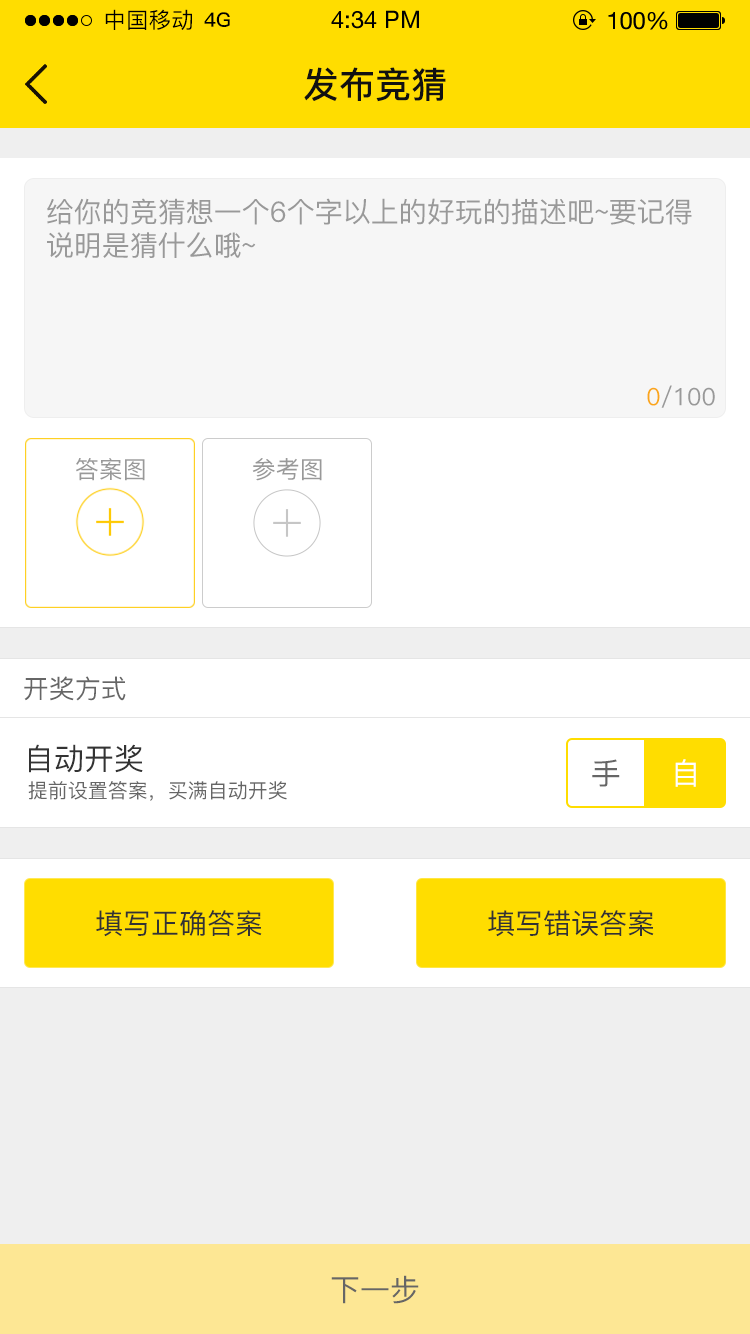 中国移动 4G 4:34 PM 100%
发布竞猜
给你的竞猜想一个6个字以上的好玩的描述吧~要记得
说明是猜什么哦~
0/100
答案图 参考图
开奖方式
自动开奖
手 自
提前设置答案，买满自动开奖
填写正确答案 填写错误答案
下一步